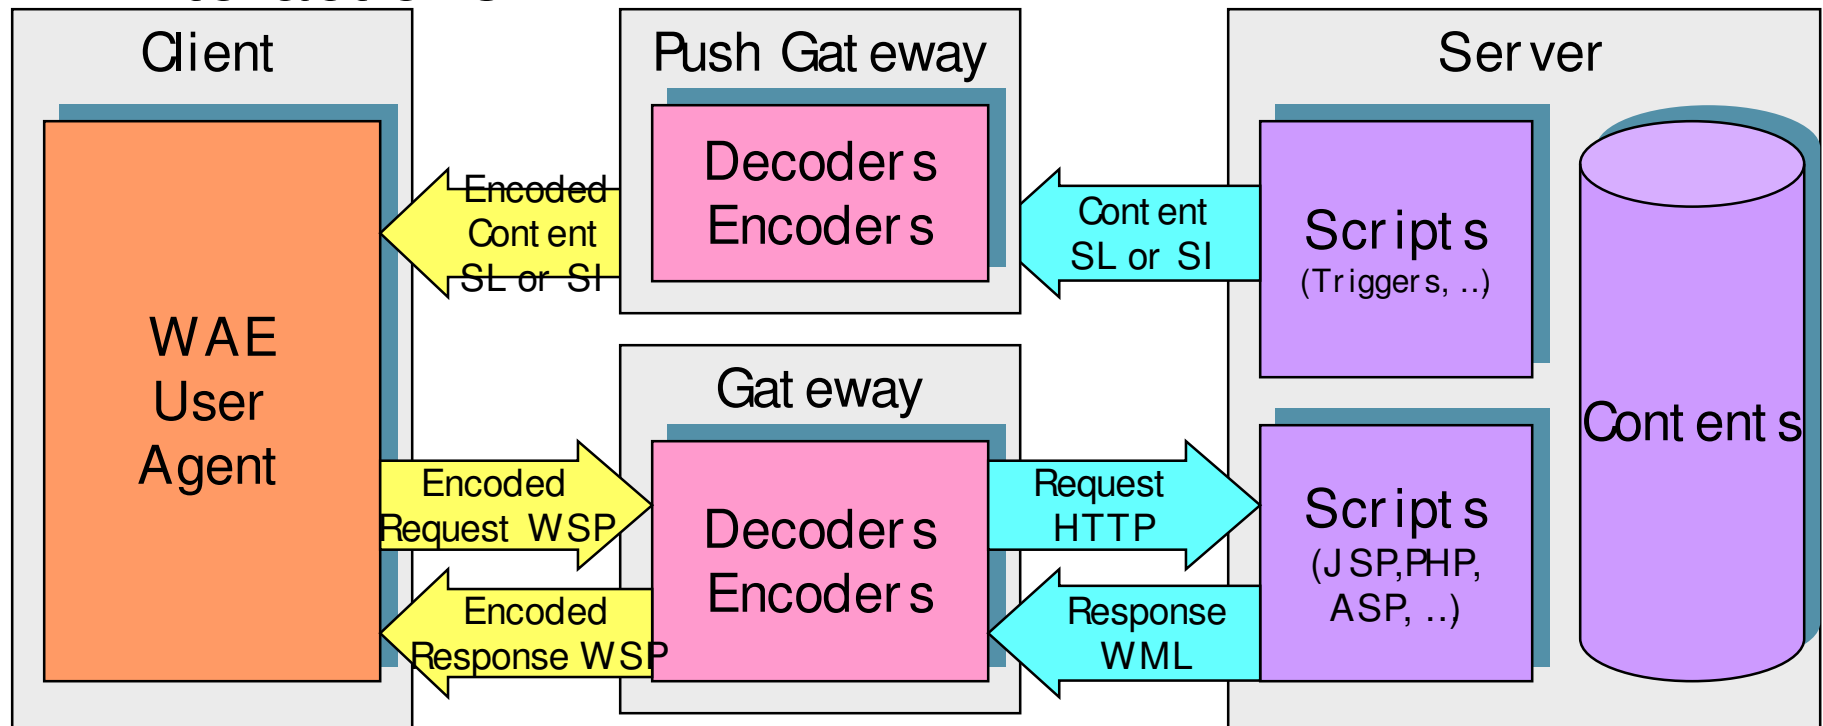 Client
WAE
User
Agent
Push Gateway
Decoders
Encoders
Encoded
Content
SL or SI
Content
SL or SI
Gateway
Decoders
Encoders
Encoded
Request WSP
Encoded
Response WSP
Request
HTTP
Response
WML
Server
Scripts
(Triggers, ..)
Scripts
(JSP,PHP,
ASP, ..)
Contents